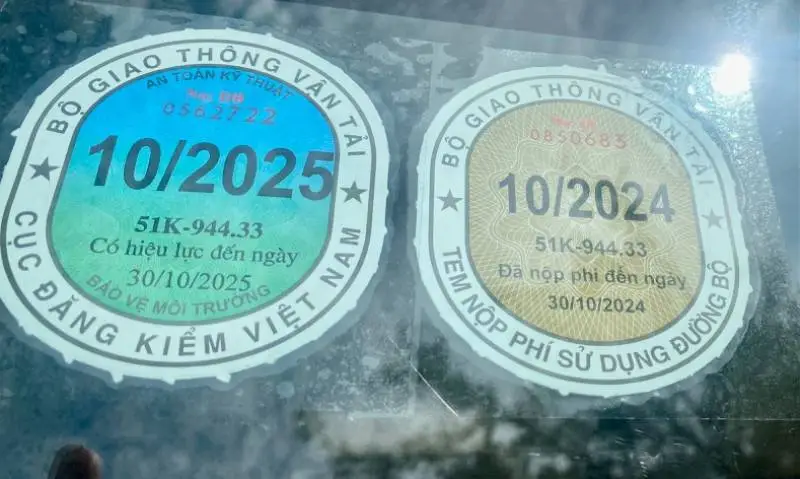 BỘ GIAO THÔNG VẬN TẢI
AN TOÀN KỸ THUẬT
0562722
10/2025
51K-944.33
Có hiệu lực đến ngày
30/10/2025
BẢO VỆ MÔI TRƯỜNG
CỤC ĐĂNG KIỂM VIỆT NAM
BỘ GIAO THÔNG VẬN TẢI
0850683
10/2024
51K-944.33
Đã nộp phí đến ngày
30/10/2024
TEM NỘP PHÍ SỬ DỤNG ĐƯỜNG BỘ